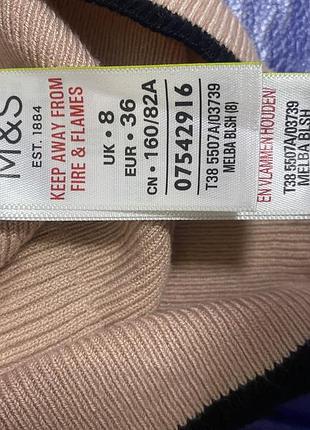 M&S
EST. 1884
KEEP AWAY FROM
FIRE & FLAMES
UK • 8
EUR • 36
CN • 160/82A
07542916
T38 5507A/03739
MELBA BLSH (8)
EN VLAMMEN HOUDEN!
T38 5507A/03739
MELBA BLSH